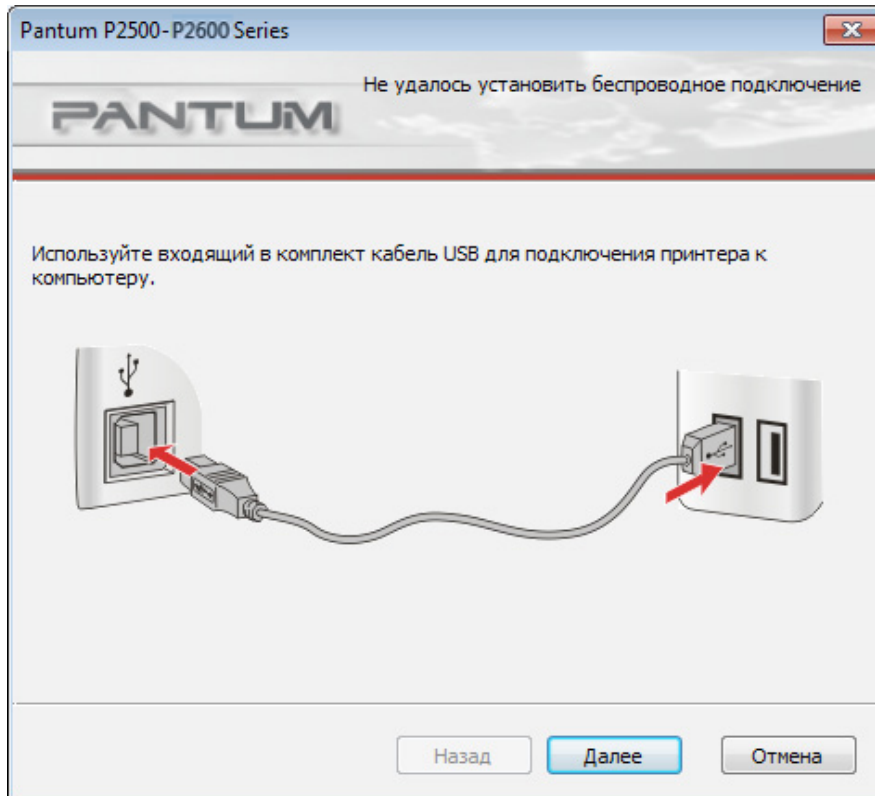 Pantum P2500-P2600 Series
Не удалось установить беспроводное подключение
PANTUM
Используйте входящий в комплект кабель USB для подключения принтера к
компьютеру.
Назад
Далее
Отмена